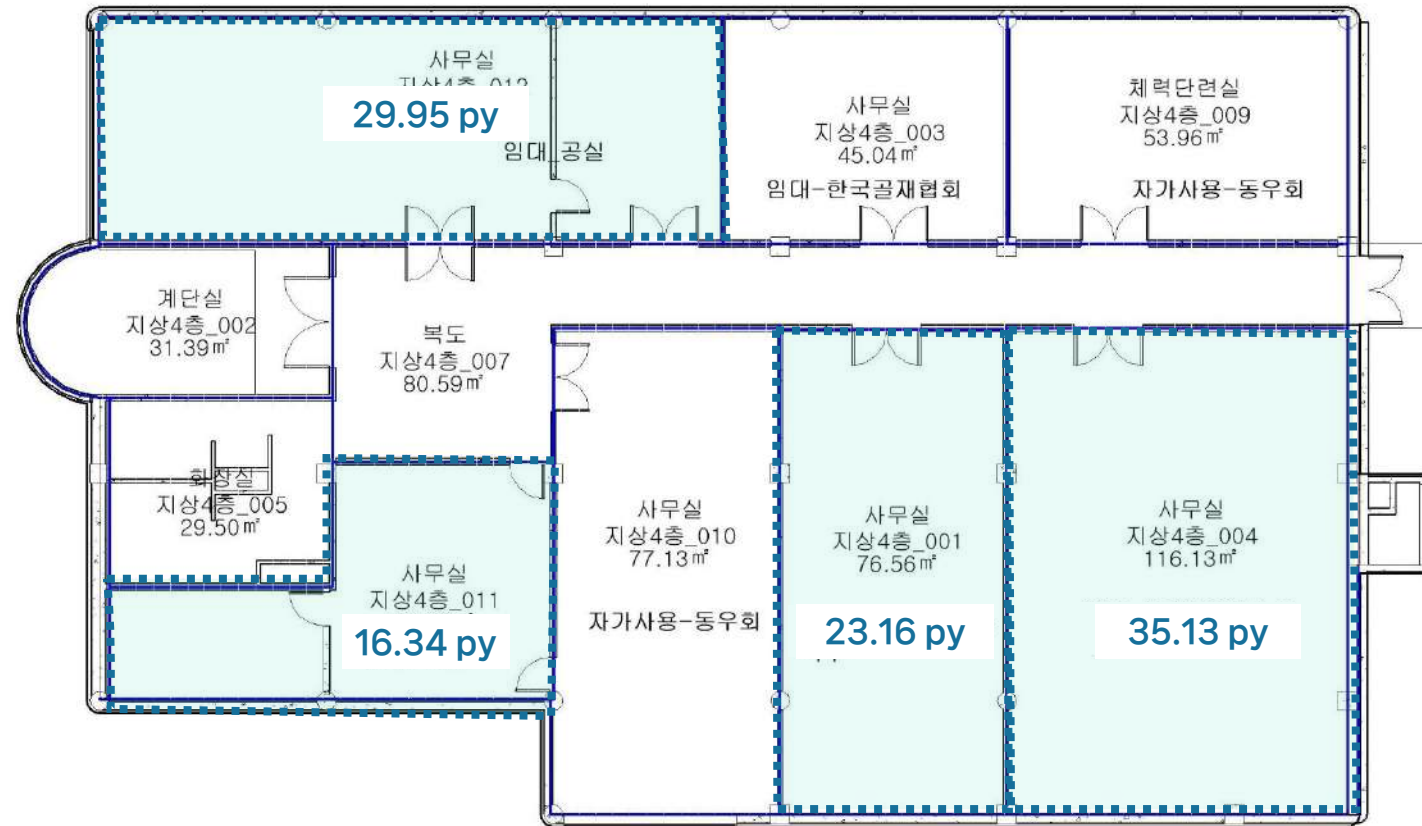 사무실
29.95 py
임대_공실
사무실
지상4층_003
45.04㎡
임대-한국골재협회
체력단련실
지상4층_009
53.96㎡
자가사용-동우회
계단실
지상4층_002
31.39㎡
복도
지상4층_007
80.59㎡
화장실
지상4층_005
29.50㎡
사무실
지상4층_011
16.34 py
사무실
지상4층_010
77.13㎡
자가사용-동우회
사무실
지상4층_001
76.56㎡
23.16 py
사무실
지상4층_004
116.13㎡
35.13 py